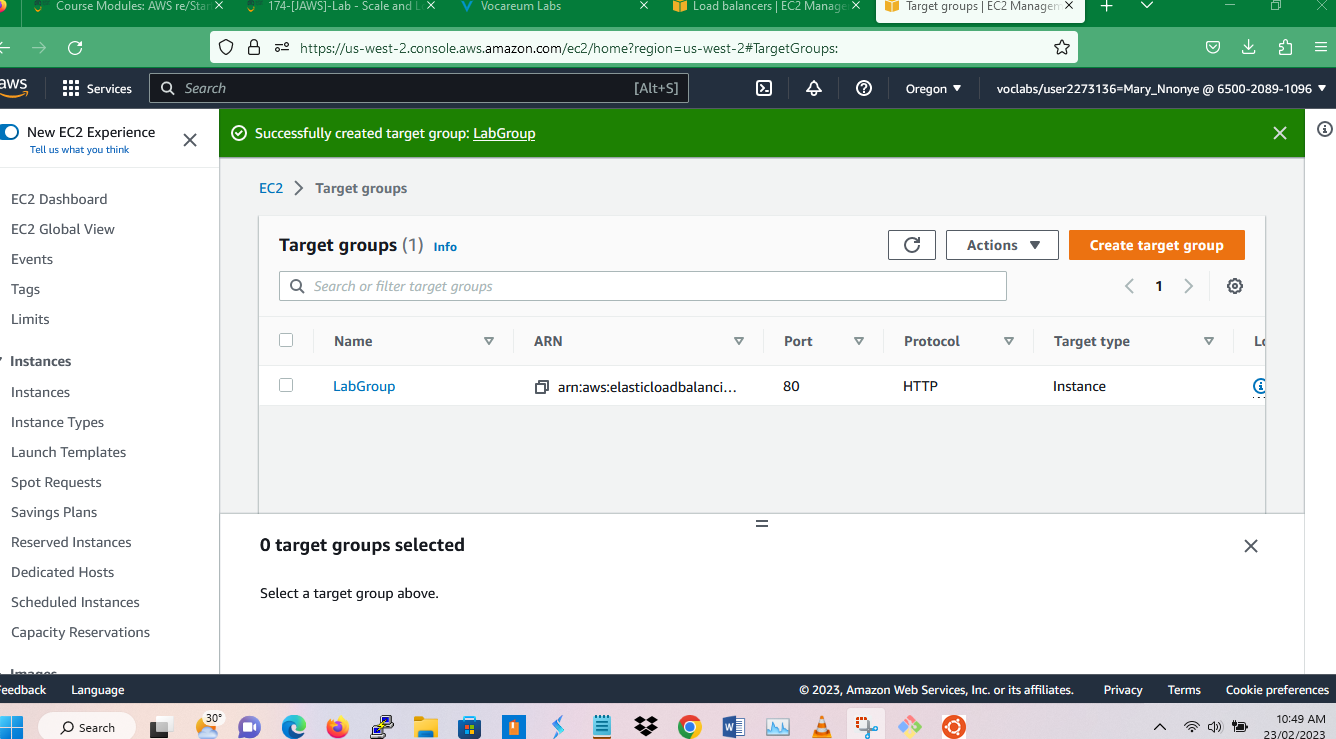 Course Modules: AWS re/Star
174-[JAWS]-Lab - Scale and L
Vocareum Labs
Load balancers | EC2 Manage
Target groups | EC2 Managem
https://us-west-2.console.aws.amazon.com/ec2/home?region=us-west-2#TargetGroups:
aws
Services
Search
[Alt+S]
Oregon
voclabs/user2273136=Mary_Nnonye @ 6500-2089-1096
New EC2 Experience
Tell us what you think
EC2 Dashboard
EC2 Global View
Events
Tags
Limits
Instances
Instances
Instance Types
Launch Templates
Spot Requests
Savings Plans
Reserved Instances
Dedicated Hosts
Scheduled Instances
Capacity Reservations
Images
Successfully created target group: LabGroup
EC2 > Target groups
Target groups (1) Info
Actions
Create target group
Search or filter target groups
1
Name ARN Port Protocol Target type Lo
LabGroup arn:aws:elasticloadbalanci... 80 HTTP Instance
0 target groups selected
Select a target group above.
eedback Language
© 2023, Amazon Web Services, Inc. or its affiliates. Privacy Terms Cookie preferences
Search
30°
10:49 AM
23/02/2023